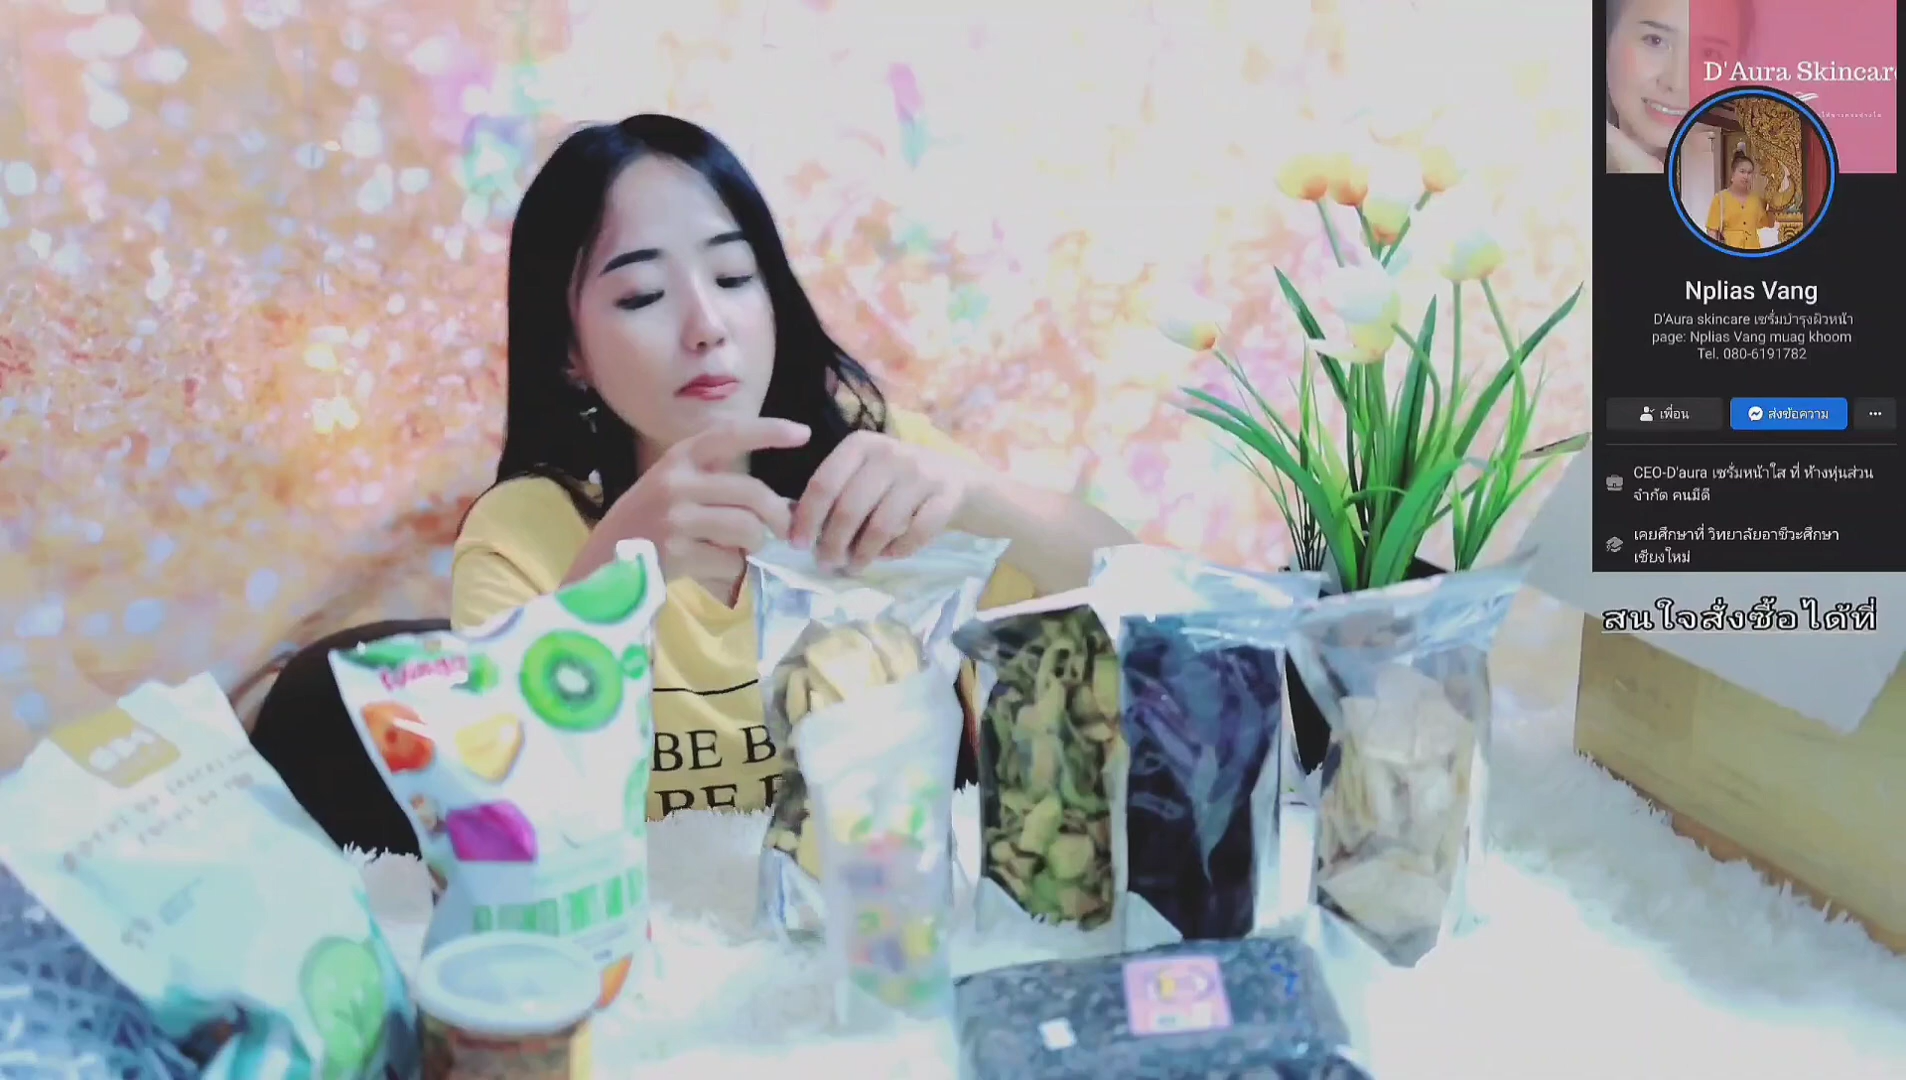 D'Aura Skincar
Nplias Vang
D'Aura skincare เซรั่มบำรุงผิวหน้า
page: Nplias Vang muag khoom
Tel. 080-6191782
เพื่อน
ส่งข้อความ
CEO-D'aura เซรั่มหน้าใส ที่ ห้างหุ่นส่วน
จำกัด คนมีดี
เคยศึกษาที่ วิทยาลัยอาชีวะศึกษา
เชียงใหม่
สนใจสั่งซื้อได้ที่
BE B